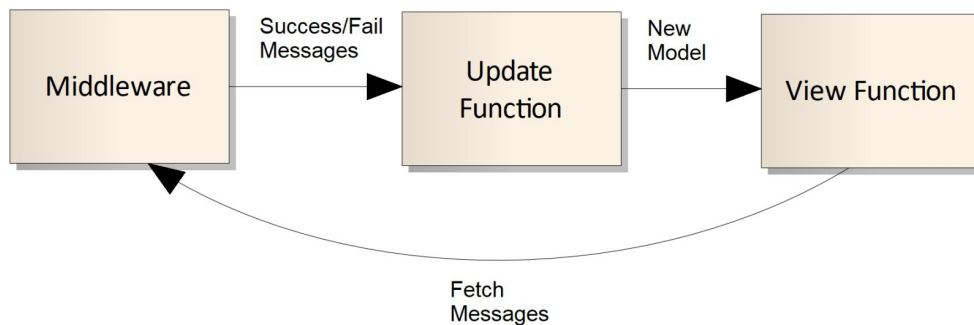 Middleware
Success/Fail
Messages
Update
Function
New
Model
View Function
Fetch
Messages